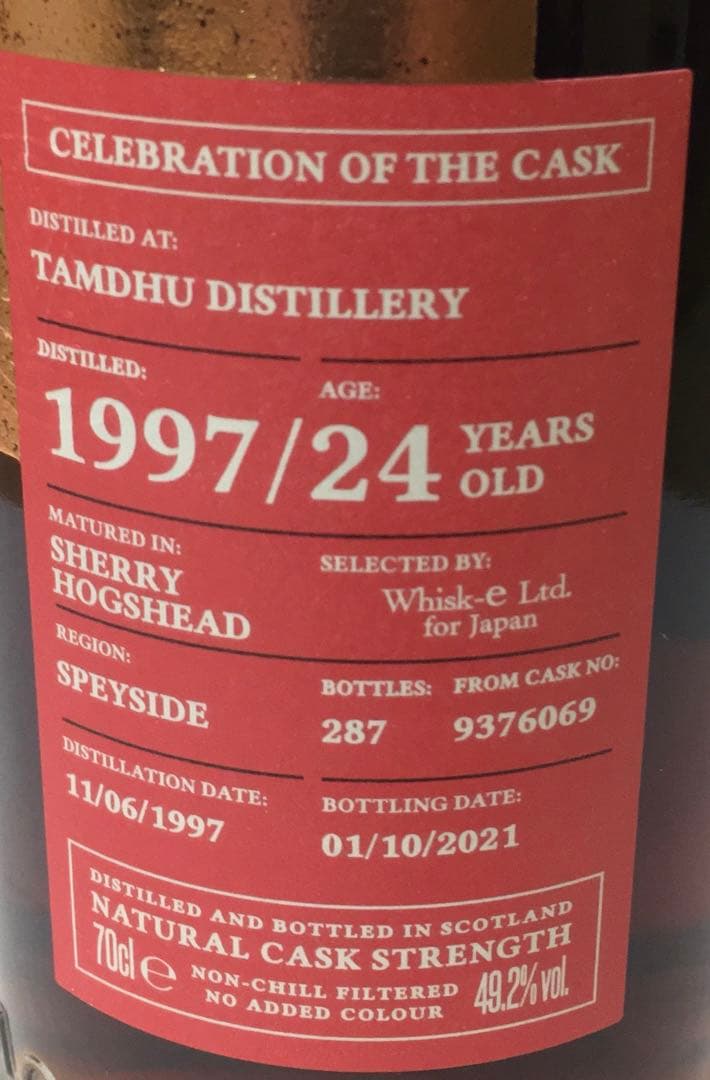 CELEBRATION OF THE CASK
DISTILLED AT:
TAMDHU DISTILLERY
DISTILLED:
AGE:
1997/24 YEARS
OLD
MATURED IN:
SHERRY
HOGSHEAD
SELECTED BY:
Whisk-e Ltd.
for Japan
REGION:
SPEYSIDE
BOTTLES:
287
FROM CASK NO:
9376069
DISTILLATION DATE:
11/06/1997
BOTTLING DATE:
01/10/2021
DISTILLED AND BOTTLED IN SCOTLAND
NATURAL CASK STRENGTH
70cl e
NON-CHILL FILTERED
NO ADDED COLOUR
49.2% vol.